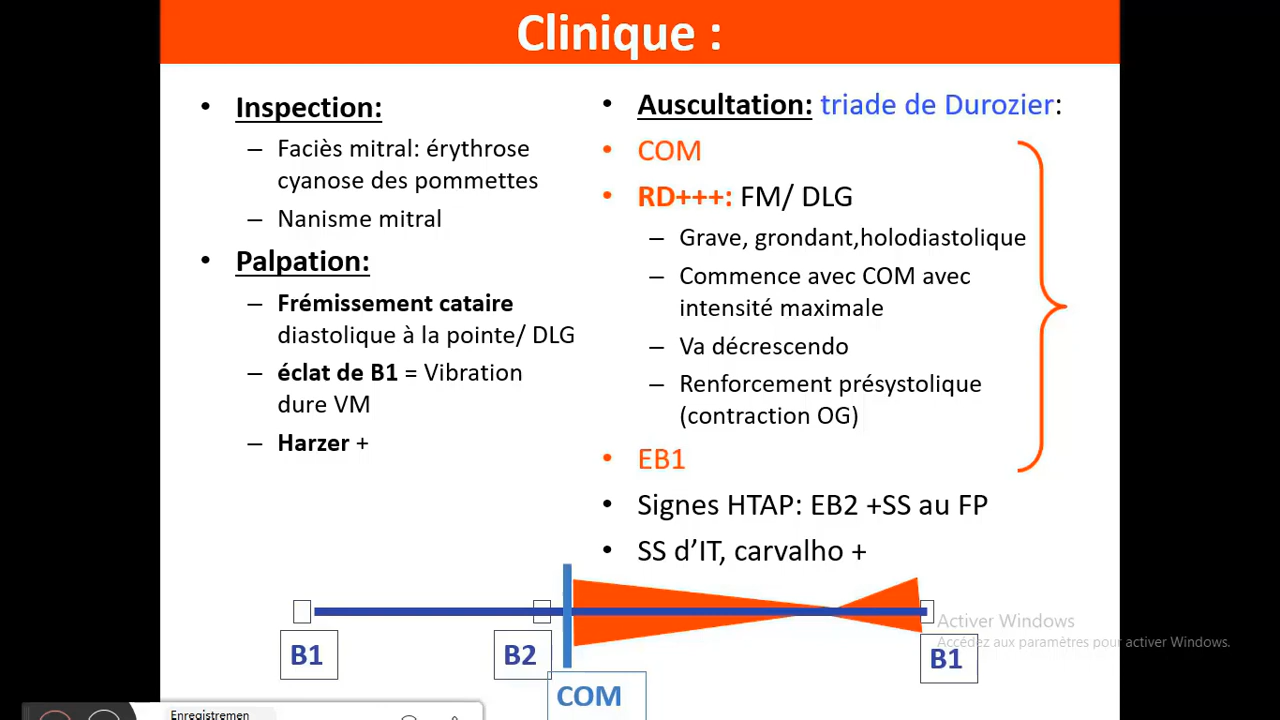 Clinique :
Inspection:
– Faciès mitral: érythrose
cyanose des pommettes
– Nanisme mitral
Palpation:
– Frémissement cataire
diastolique à la pointe/ DLG
– éclat de B1 = Vibration
dure VM
– Harzer +
Auscultation: triade de Durozier:
COM
RD+++: FM/ DLG
– Grave, grondant,holodiastolique
– Commence avec COM avec
intensité maximale
– Va décrescendo
– Renforcement présystolique
(contraction OG)
EB1
Signes HTAP: EB2 +SS au FP
SS d’IT, carvalho +
B1
B2
COM
B1
Activer Windows
Accédez aux paramètres pour activer Windows.
Enregistremen